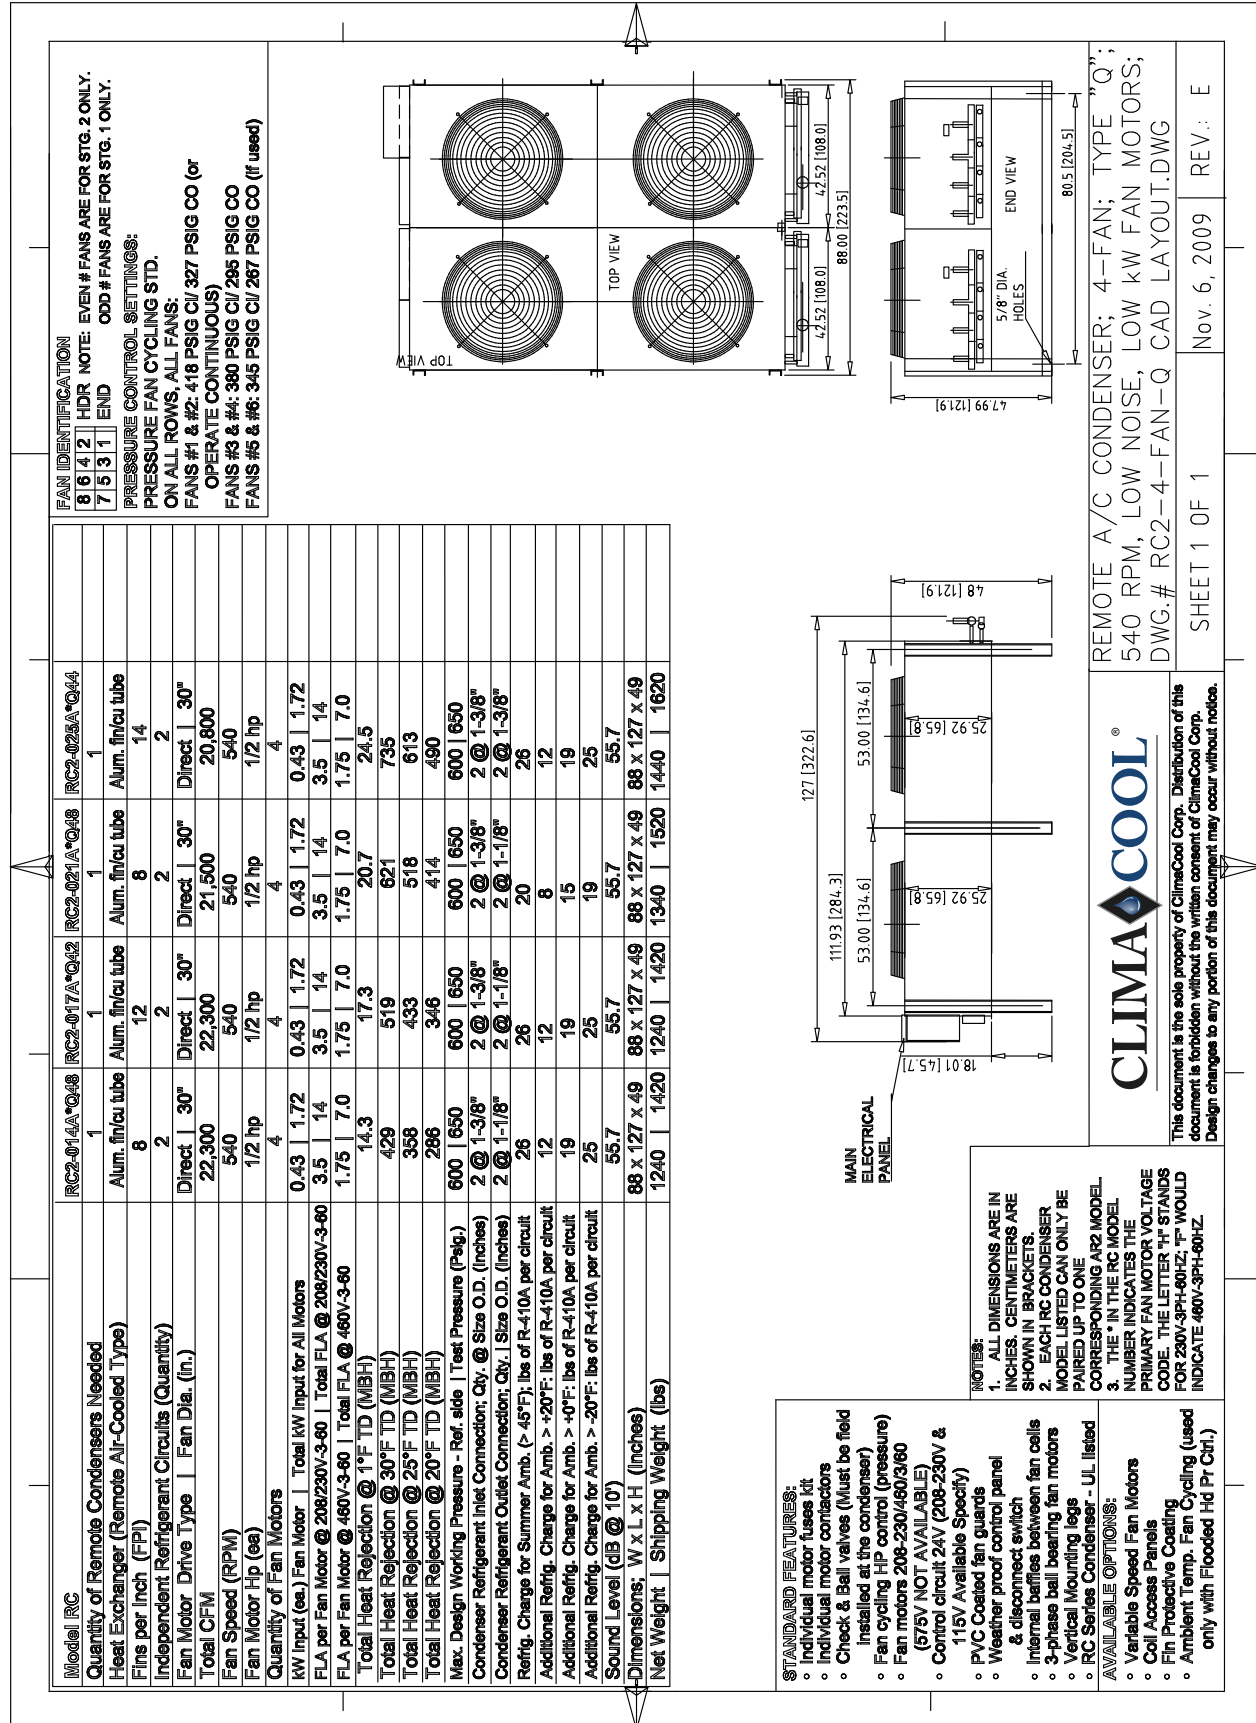 Model RC | RC2-014A*Q48 | RC2-017A*Q42 | RC2-021A*Q48 | RC2-025A*Q44
Quantity of Remote Condensers Needed | 1 | 1 | 1 | 1
Heat Exchanger (Remote Air-Cooled Type) | Alum. fin/cu tube | Alum. fin/cu tube | Alum. fin/cu tube | Alum. fin/cu tube
Fins per Inch (FPI) | 8 | 12 | 8 | 14
Independent Refrigerant Circuits (Quantity) | 2 | 2 | 2 | 2
Fan Motor Drive Type | Fan Dia. (in.) | Direct | 30" | Direct | 30" | Direct | 30" | Direct | 30"
Total CFM | 22,300 | 22,300 | 21,500 | 20,800
Fan Speed (RPM) | 540 | 540 | 540 | 540
Fan Motor Hp (ea) | 1/2 hp | 1/2 hp | 1/2 hp | 1/2 hp
Quantity of Fan Motors | 4 | 4 | 4 | 4
kW Input (ea.) Fan Motor | Total kW Input for All Motors | 0.43 | 1.72 | 0.43 | 1.72 | 0.43 | 1.72 | 0.43 | 1.72
FLA per Fan Motor @ 208/230V-3-60 | Total FLA @ 208/230V-3-60 | 3.5 | 14 | 3.5 | 14 | 3.5 | 14 | 3.5 | 14
FLA per Fan Motor @ 460V-3-60 | Total FLA @ 460V-3-60 | 1.75 | 7.0 | 1.75 | 7.0 | 1.75 | 7.0 | 1.75 | 7.0
Total Heat Rejection @ 1°F TD (MBH) | 14.3 | 17.3 | 20.7 | 24.5
Total Heat Rejection @ 30°F TD (MBH) | 429 | 519 | 621 | 735
Total Heat Rejection @ 25°F TD (MBH) | 358 | 433 | 518 | 613
Total Heat Rejection @ 20°F TD (MBH) | 286 | 346 | 414 | 490
Max. Design Working Pressure - Ref. side | Test Pressure (Psig.) | 600 | 650 | 600 | 650 | 600 | 650 | 600 | 650
Condenser Refrigerant Inlet Connection; Qty. @ Size O.D. (Inches) | 2 @ 1-3/8" | 2 @ 1-3/8" | 2 @ 1-3/8" | 2 @ 1-3/8"
Condenser Refrigerant Outlet Connection; Qty. | Size O.D. (Inches) | 2 @ 1-1/8" | 2 @ 1-1/8" | 2 @ 1-1/8" | 2 @ 1-3/8"
Refrig. Charge for Summer Amb. (> 45°F); lbs of R-410A per circuit | 26 | 26 | 20 | 26
Additional Refrig. Charge for Amb. > +20°F: lbs of R-410A per circuit | 12 | 12 | 8 | 12
Additional Refrig. Charge for Amb. > +0°F: lbs of R-410A per circuit | 19 | 19 | 15 | 19
Additional Refrig. Charge for Amb. > -20°F: lbs of R-410A per circuit | 25 | 25 | 19 | 25
Sound Level (dB @ 10') | 55.7 | 55.7 | 55.7 | 55.7
Dimensions; W x L x H (Inches) | 88 x 127 x 49 | 88 x 127 x 49 | 88 x 127 x 49 | 88 x 127 x 49
Net Weight | Shipping Weight (lbs) | 1240 | 1420 | 1240 | 1420 | 1340 | 1520 | 1440 | 1620
FAN IDENTIFICATION
8 6 4 2 HDR NOTE: EVEN # FANS ARE FOR STG. 2 ONLY.
7 5 3 1 END ODD # FANS ARE FOR STG. 1 ONLY.
PRESSURE CONTROL SETTINGS:
PRESSURE FAN CYCLING STD.
ON ALL ROWS, ALL FANS:
FANS #1 & #2: 418 PSIG CI/ 327 PSIG CO (or
OPERATE CONTINUOUS)
FANS #3 & #4: 380 PSIG CI/ 295 PSIG CO
FANS #5 & #6: 345 PSIG CI/ 267 PSIG CO (if used)
TOP VIEW
TOP VIEW
42.52 [108.0]
42.52 [108.0]
88.00 [223.5]
47.99 [121.9]
5/8" DIA.
HOLES
END VIEW
80.5 [204.5]
127 [322.6]
111.93 [284.3]
53.00 [134.6]
53.00 [134.6]
25.92 [65.8]
25.92 [65.8]
48 [121.9]
18.01 [45.7]
MAIN
ELECTRICAL
PANEL
STANDARD FEATURES:
◦ Individual motor fuses kit
◦ Individual motor contactors
◦ Check & Ball valves (Must be field
installed at the condenser)
◦ Fan cycling HP control (pressure)
◦ Fan motors 208-230/460/3/60
(575V NOT AVAILABLE)
◦ Control circuit 24V (208-230V &
115V Available Specify)
◦ PVC Coated fan guards
◦ Weather proof control panel
& disconnect switch
◦ Internal baffles between fan cells
◦ 3-phase ball bearing fan motors
◦ Vertical Mounting legs
◦ RC Series Condenser - UL listed
AVAILABLE OPTIONS:
◦ Variable Speed Fan Motors
◦ Coil Access Panels
◦ Fin Protective Coating
◦ Ambient Temp. Fan Cycling (used
only with Flooded Hd Pr Ctrl.)
NOTES:
1. ALL DIMENSIONS ARE IN
INCHES. CENTIMETERS ARE
SHOWN IN BRACKETS.
2. EACH RC CONDENSER
MODEL LISTED CAN ONLY BE
PAIRED UP TO ONE
CORRESPONDING AR2 MODEL.
3. THE * IN THE RC MODEL
NUMBER INDICATES THE
PRIMARY FAN MOTOR VOLTAGE
CODE. THE LETTER "H" STANDS
FOR 230V-3PH-60HZ; "F" WOULD
INDICATE 460V-3PH-60HZ.
CLIMA COOL ®
This document is the sole property of ClimaCool Corp. Distribution of this
document is forbidden without the written consent of ClimaCool Corp.
Design changes to any portion of this document may occur without notice.
REMOTE A/C CONDENSER; 4-FAN; TYPE "Q";
540 RPM, LOW NOISE, LOW kW FAN MOTORS;
DWG.# RC2-4-FAN-Q CAD LAYOUT.DWG
SHEET 1 OF 1
Nov. 6, 2009
REV.: E